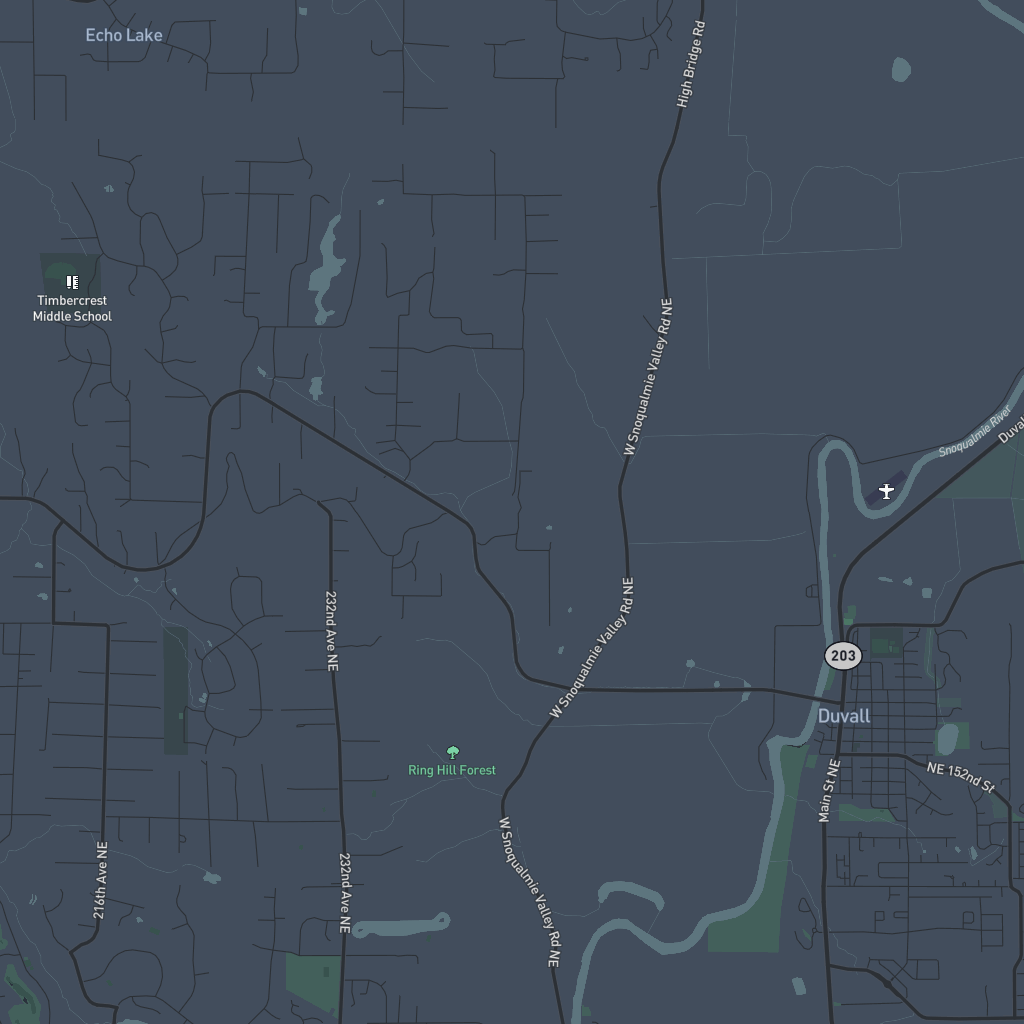 Echo Lake
High Bridge Rd
Timbercrest
Middle School
W Snoqualmie Valley Rd NE
Snoqualmie River
Duval
232nd Ave NE
W Snoqualmie Valley Rd NE
203
Duvall
Ring Hill Forest
Main St NE
NE 152nd St
216th Ave NE
232nd Ave NE
W Snoqualmie Valley Rd NE